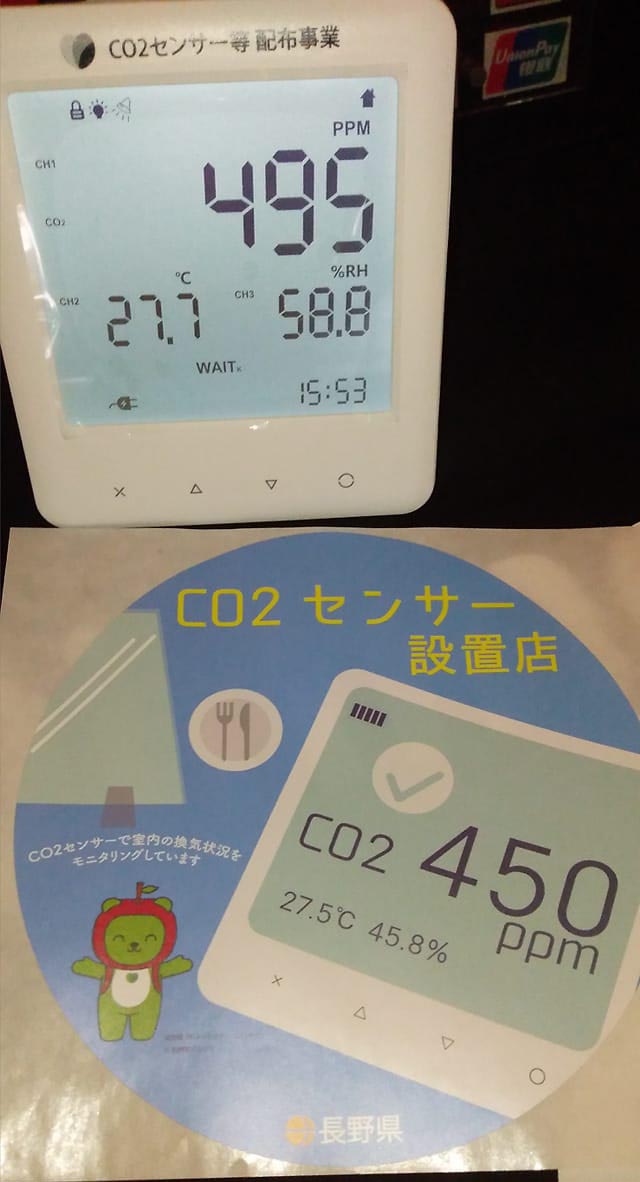 CO2センサー等 配布事業
UnionPay
银联
PPM
CH1
495
CO2
℃
%RH
CH2
27.7
CH3
58.8
WAIT
15:53
CO2 センサー
設置店
CO2センサーで室内の換気状況を
モニタリングしています
CO2 450
ppm
27.5℃ 45.8%
長野県